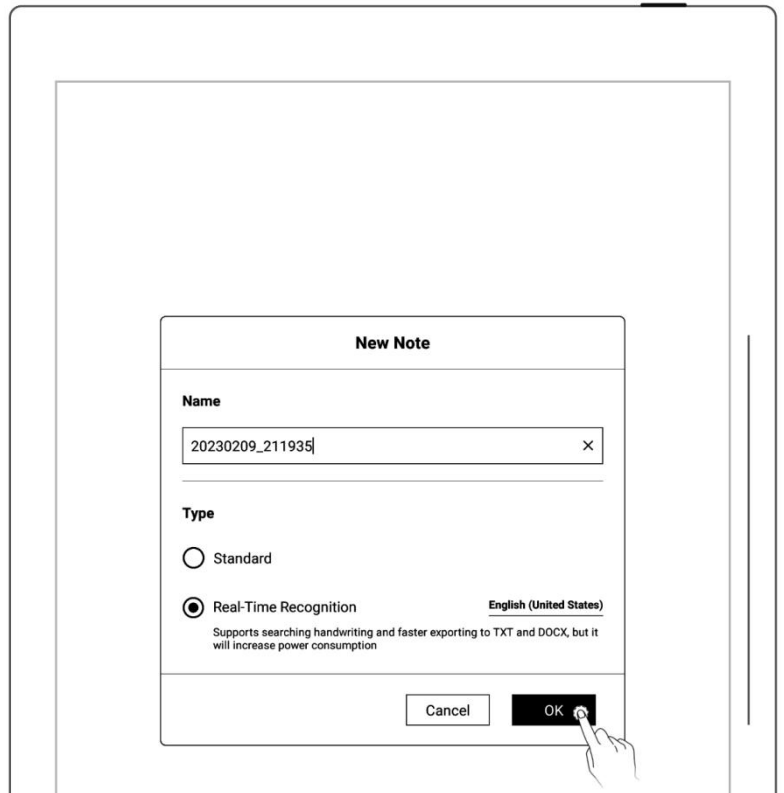 New Note
Name
20230209_211935
Type
Standard
Real-Time Recognition English (United States)
Supports searching handwriting and faster exporting to TXT and DOCX, but it
will increase power consumption
Cancel OK